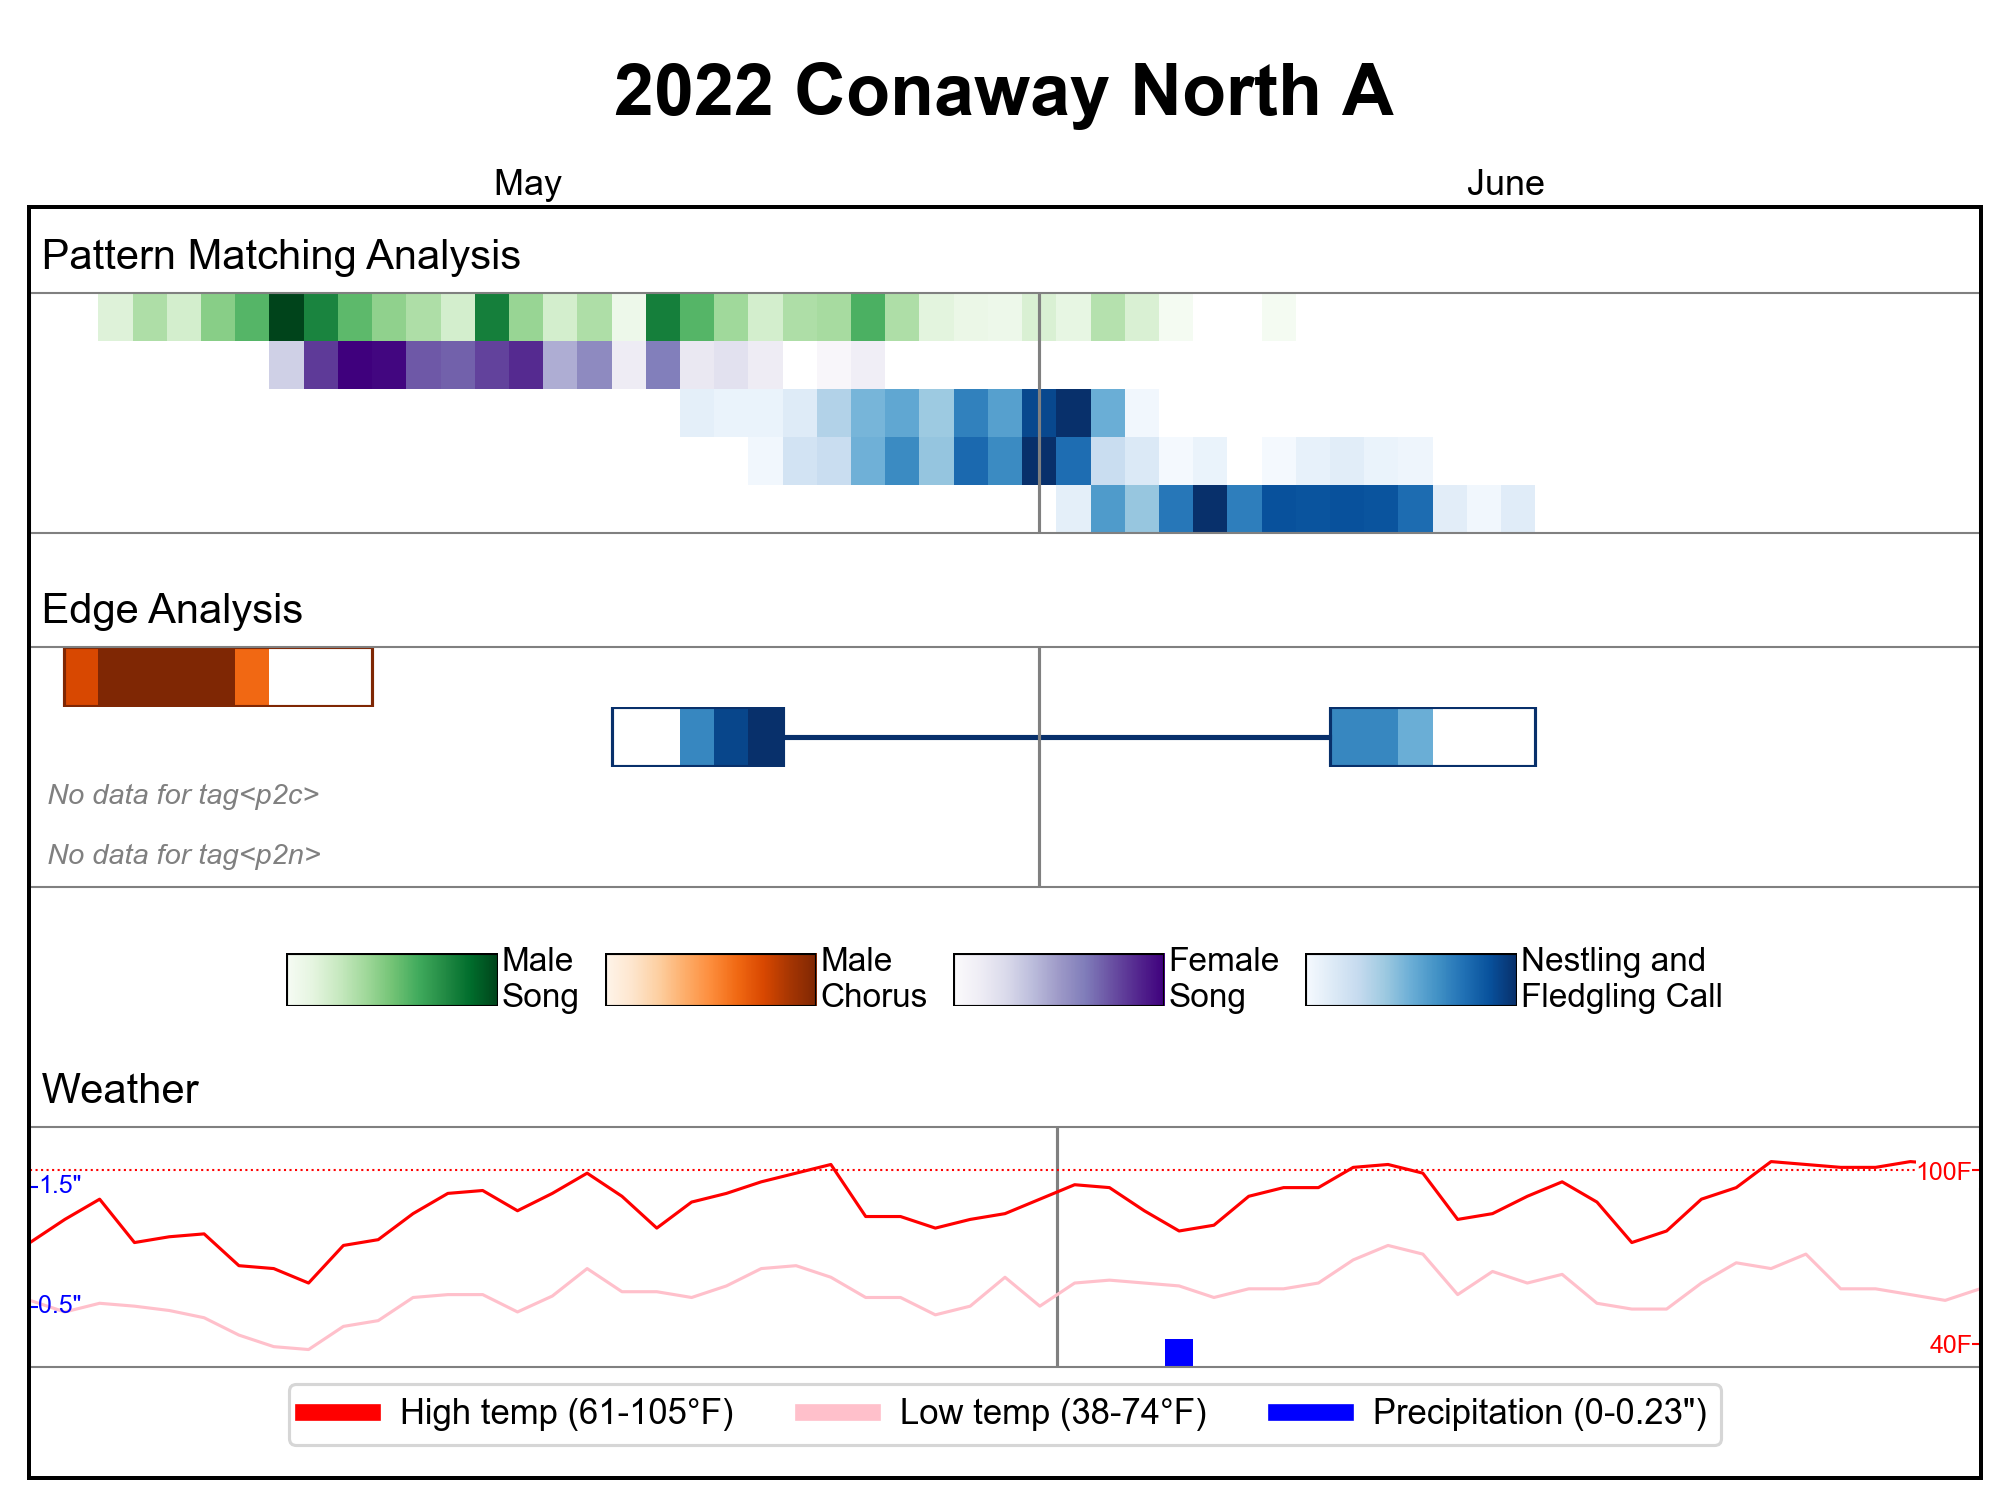 2022 Conaway North A
May June
Pattern Matching Analysis
Edge Analysis
No data for tag<p2c>
No data for tag<p2n>
Male Song
Male Chorus
Female Song
Nestling and Fledgling Call
Weather
1.5"
100F
0.5"
40F
High temp (61-105°F) Low temp (38-74°F) Precipitation (0-0.23")